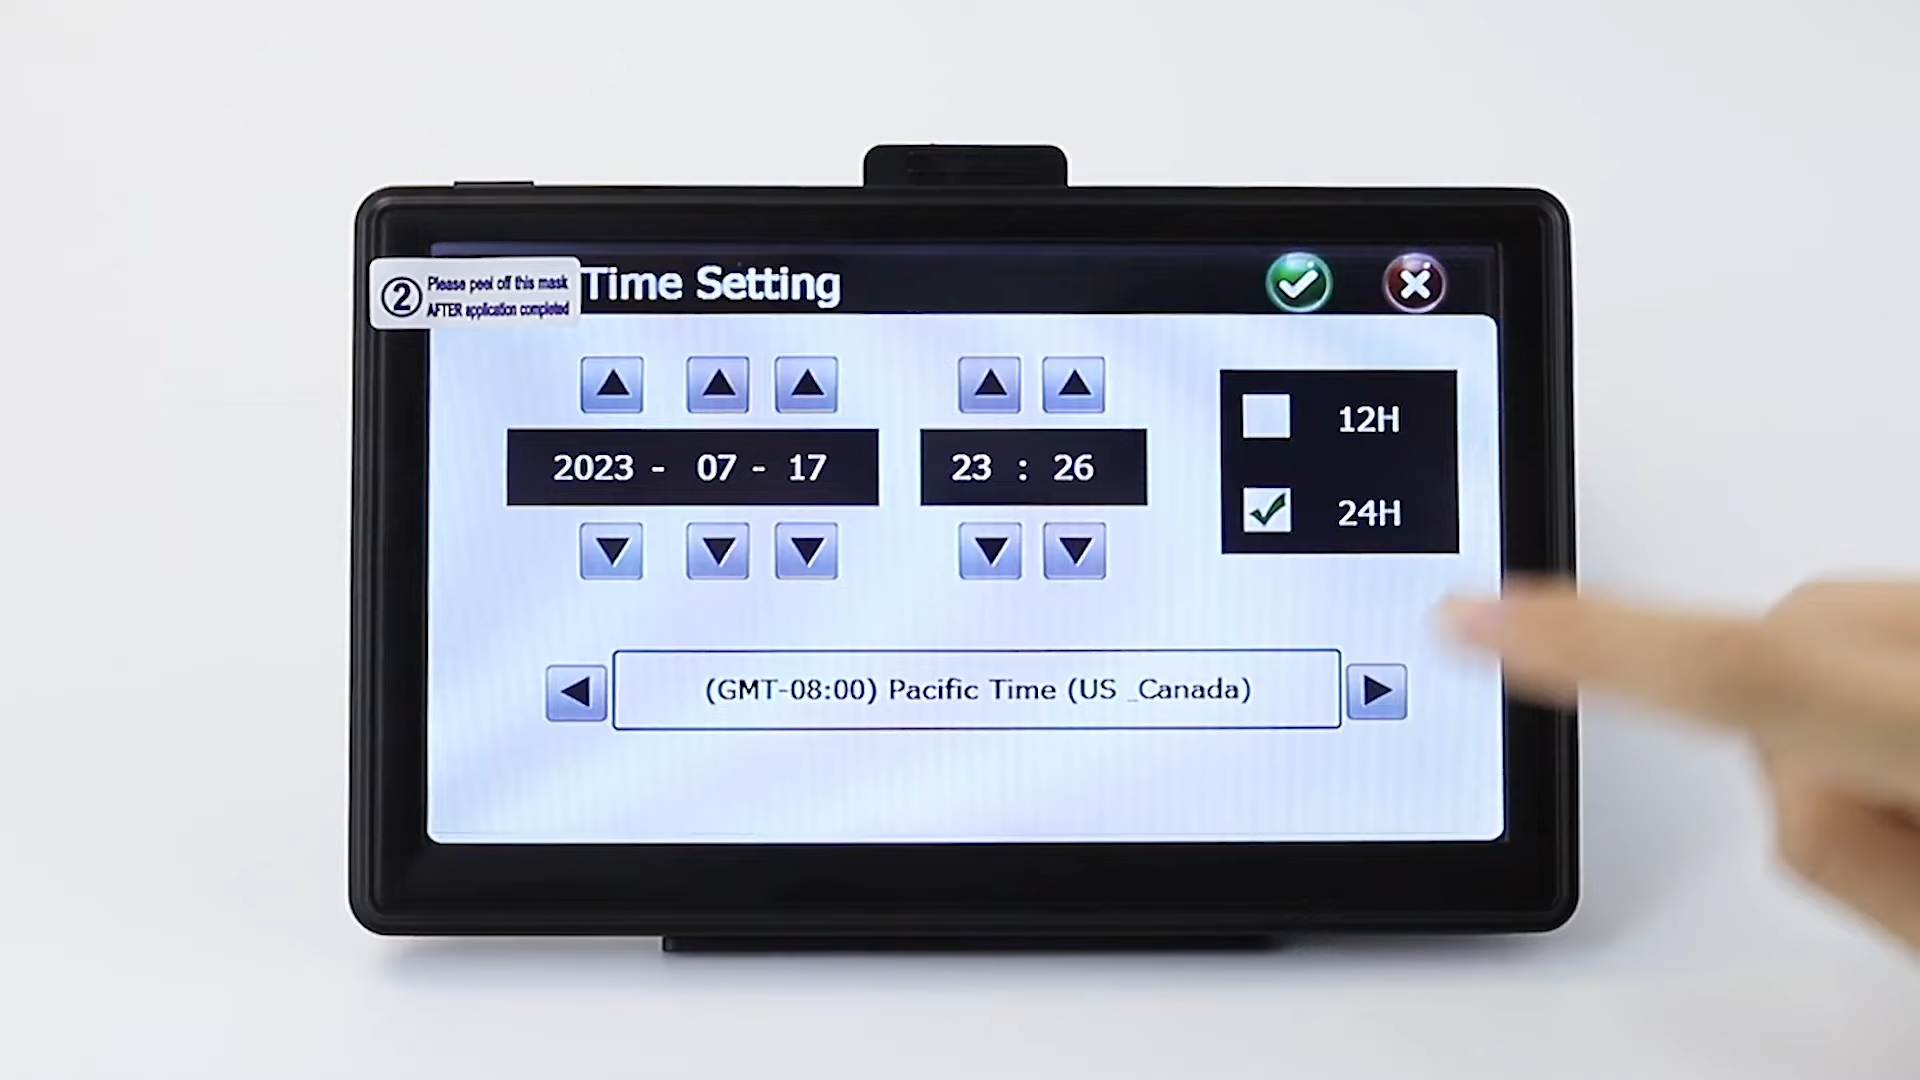 Time Setting
② Please peel off this mask
AFTER application completed
2023 - 07 - 17
23 : 26
12H
24H
(GMT-08:00) Pacific Time (US _Canada)